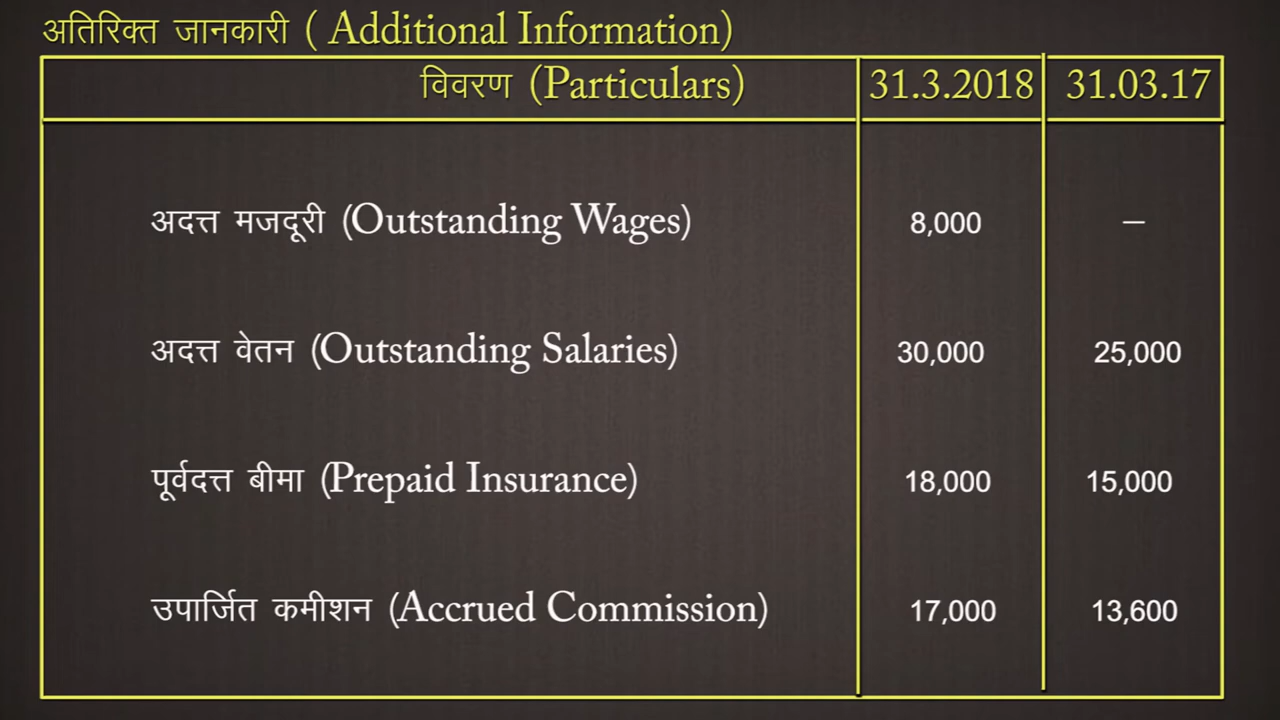 अतिरिक्त जानकारी ( Additional Information)
विवरण (Particulars) 31.3.2018 31.03.17
अदत्त मजदूरी (Outstanding Wages) 8,000 –
अदत्त वेतन (Outstanding Salaries) 30,000 25,000
पूर्वदत्त बीमा (Prepaid Insurance) 18,000 15,000
उपार्जित कमीशन (Accrued Commission) 17,000 13,600